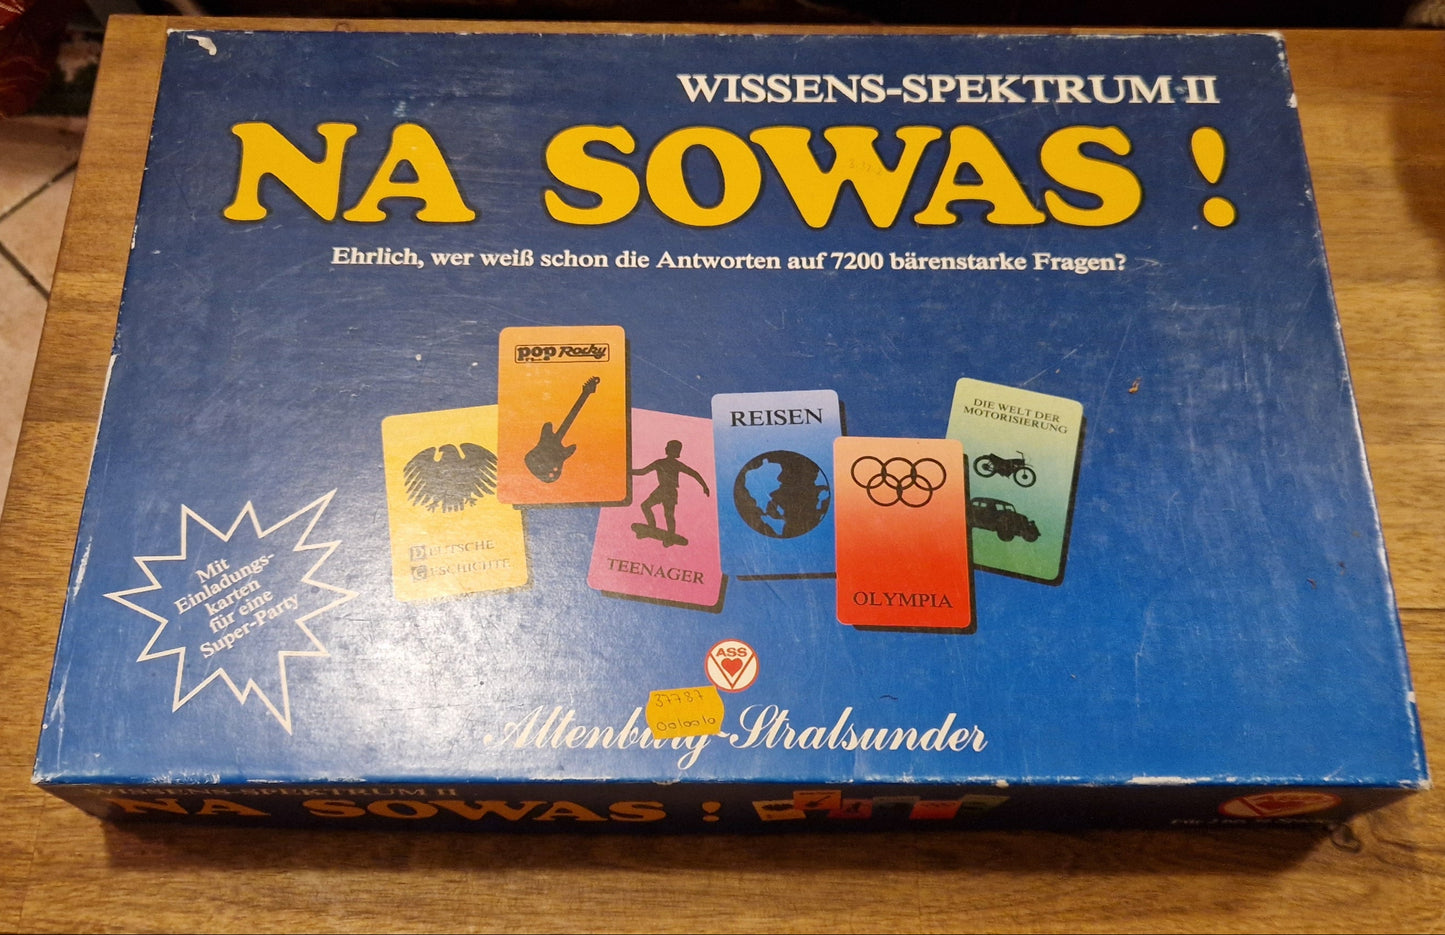 WISSENS-SPEKTRUM II
NA SOWAS !
Ehrlich, wer weiß schon die Antworten auf 7200 bärenstarke Fragen?
pop Rocky
DEUTSCHE
GESCHICHTE
TEENAGER
REISEN
OLYMPIA
DIE WELT DER
MOTORISIERUNG
Mit
Einladungs-
karten
für eine
Super-Party
ASS
37787
Altenburg-Stralsunder
WISSENS-SPEKTRUM II
NA SOWAS !